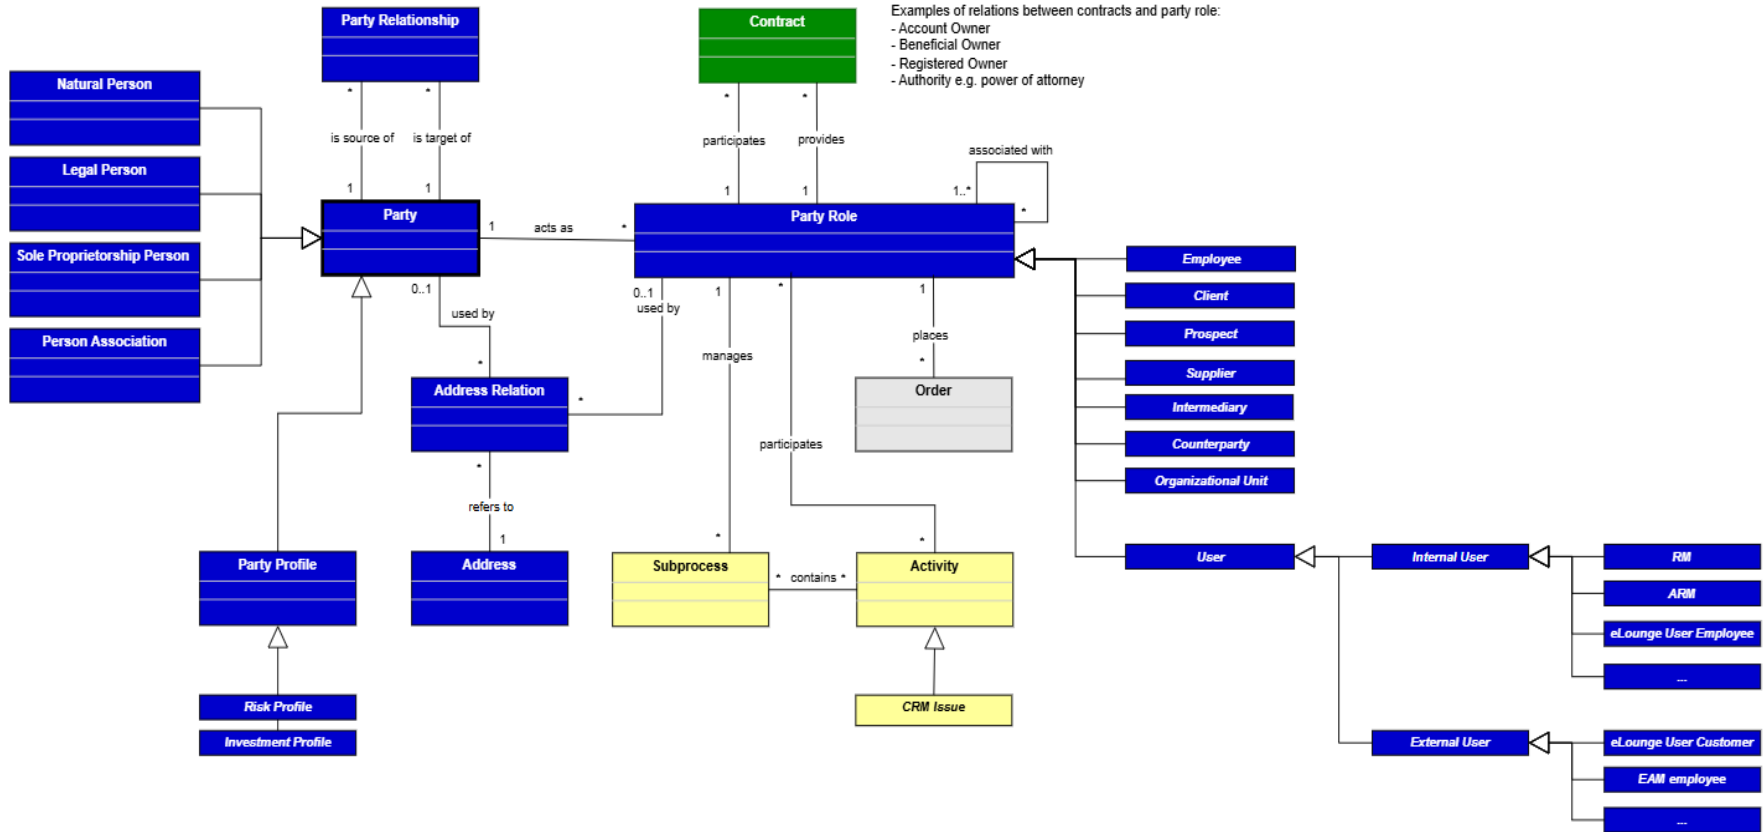 Party Relationship
Contract
Examples of relations between contracts and party role:
- Account Owner
- Beneficial Owner
- Registered Owner
- Authority e.g. power of attorney
Natural Person
* *
* *
is source of
is target of
participates
provides
associated with
Legal Person
1 1
1 1
1..*
*
Party
1
acts as
*
Party Role
Sole Proprietorship Person
Employee
0..1
0..1
used by
1
*
1
Client
used by
Person Association
manages
places
Prospect
*
*
Supplier
Address Relation
*
Order
Intermediary
participates
Counterparty
*
Organizational Unit
refers to
1
*
*
Party Profile
Address
Subprocess
* contains *
Activity
User
Internal User
RM
ARM
eLounge User Employee
...
Risk Profile
CRM Issue
Investment Profile
External User
eLounge User Customer
EAM employee
...